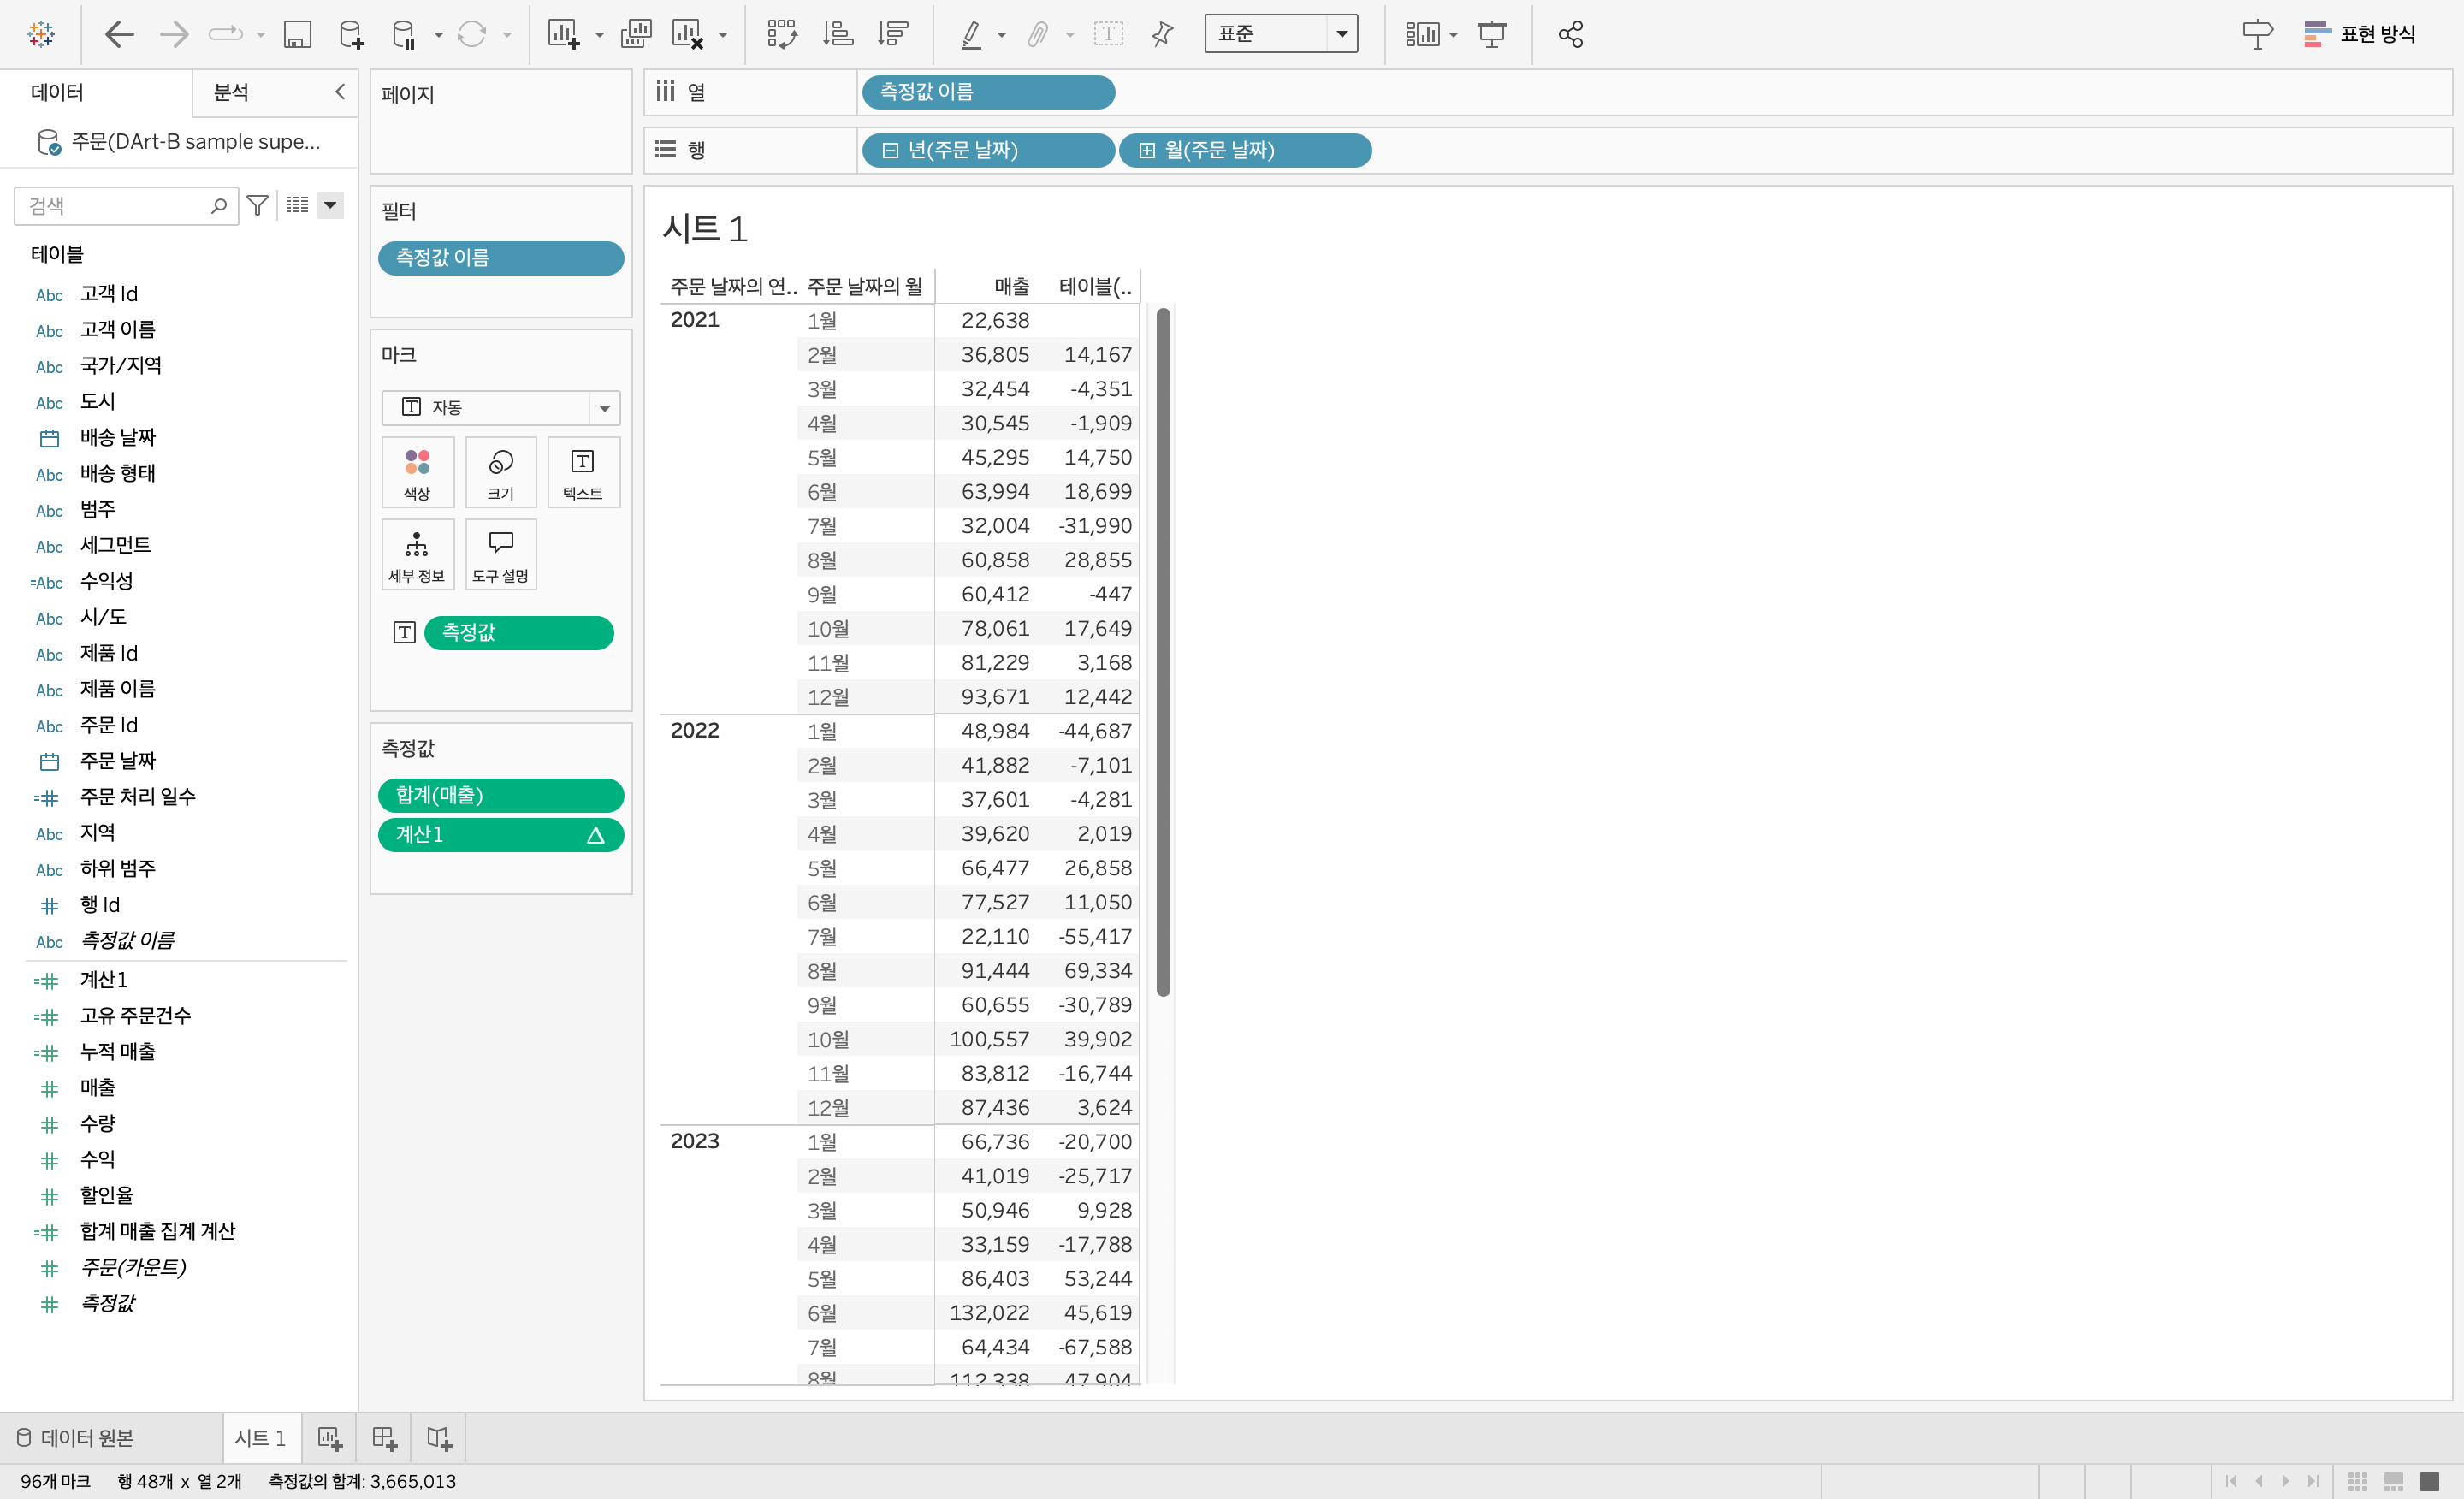 표준
표현 방식
데이터
분석
주문(DArt-B sample supe...
검색
테이블
Abc 고객 Id
Abc 고객 이름
Abc 국가/지역
Abc 도시
배송 날짜
Abc 배송 형태
Abc 범주
Abc 세그먼트
=Abc 수익성
Abc 시/도
Abc 제품 Id
Abc 제품 이름
Abc 주문 Id
주문 날짜
=# 주문 처리 일수
Abc 지역
Abc 하위 범주
# 행 Id
Abc 측정값 이름
=# 계산1
=# 고유 주문건수
=# 누적 매출
# 매출
# 수량
# 수익
# 할인율
=# 합계 매출 집계 계산
# 주문(카운트)
# 측정값
페이지
필터
측정값 이름
마크
T 자동
색상
크기
T 텍스트
세부 정보
도구 설명
T 측정값
측정값
합계(매출)
계산1 Δ
열
측정값 이름
행
년(주문 날짜)
월(주문 날짜)
시트 1
주문 날짜의 연.. 주문 날짜의 월 매출 테이블(..
2021 1월 22,638
2월 36,805 14,167
3월 32,454 -4,351
4월 30,545 -1,909
5월 45,295 14,750
6월 63,994 18,699
7월 32,004 -31,990
8월 60,858 28,855
9월 60,412 -447
10월 78,061 17,649
11월 81,229 3,168
12월 93,671 12,442
2022 1월 48,984 -44,687
2월 41,882 -7,101
3월 37,601 -4,281
4월 39,620 2,019
5월 66,477 26,858
6월 77,527 11,050
7월 22,110 -55,417
8월 91,444 69,334
9월 60,655 -30,789
10월 100,557 39,902
11월 83,812 -16,744
12월 87,436 3,624
2023 1월 66,736 -20,700
2월 41,019 -25,717
3월 50,946 9,928
4월 33,159 -17,788
5월 86,403 53,244
6월 132,022 45,619
7월 64,434 -67,588
8월 112,338 47,904
데이터 원본
시트 1
96개 마크 행 48개 x 열 2개 측정값의 합계: 3,665,013